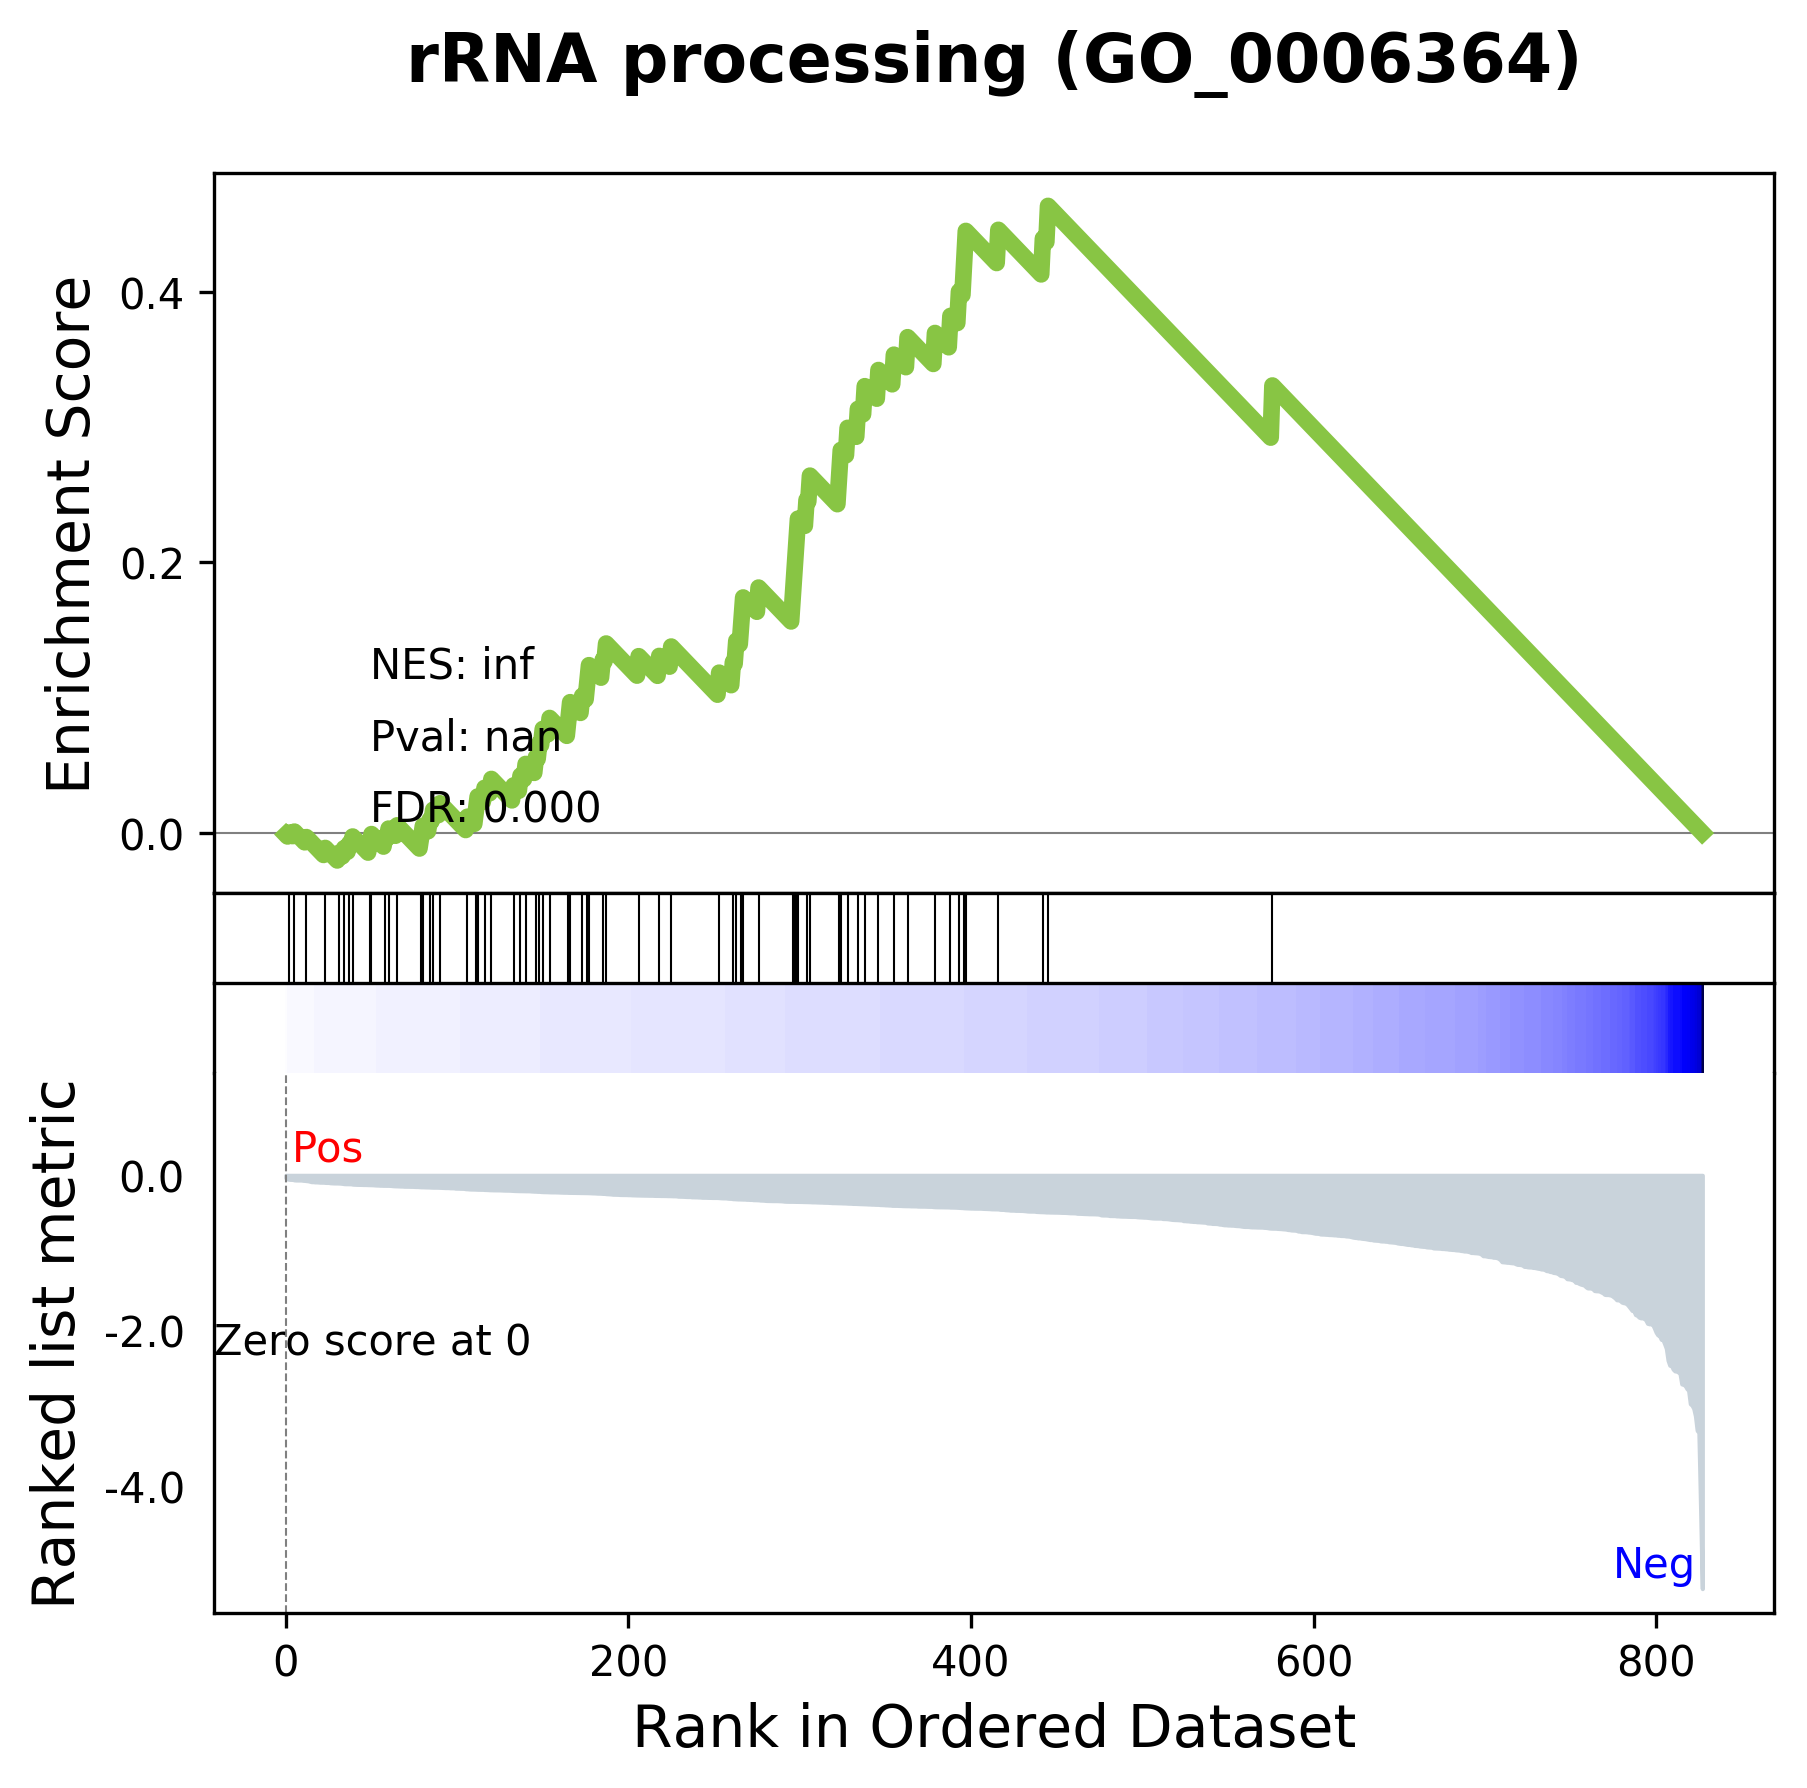 rRNA processing (GO_0006364)
Enrichment Score
0.4
0.2
0.0
NES: inf
Pval: nan
FDR: 0.000
Ranked list metric
0.0
-2.0
-4.0
Pos
Zero score at 0
Neg
0 200 400 600 800
Rank in Ordered Dataset